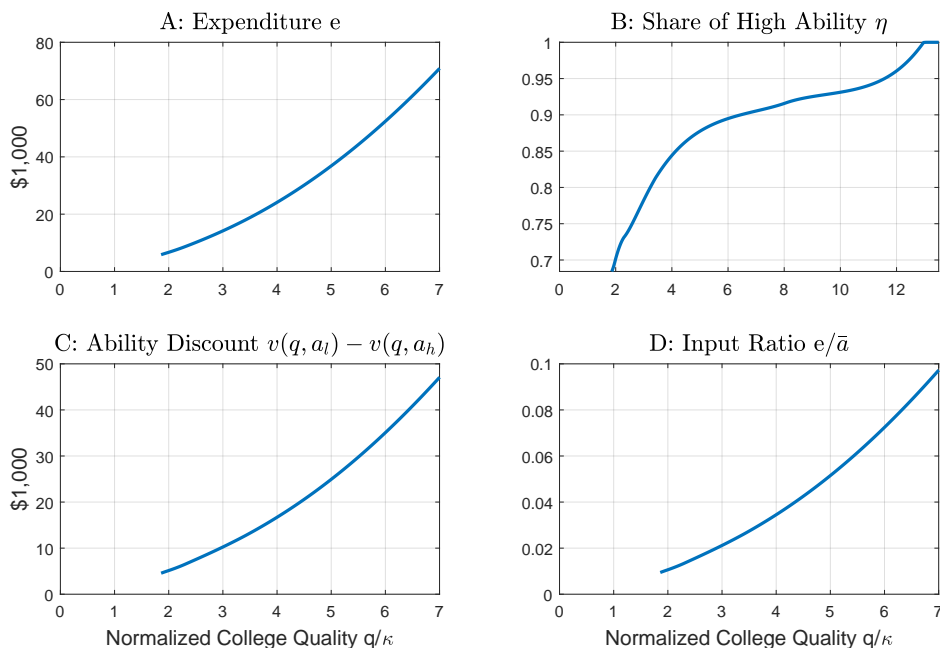 A: Expenditure e
80
60
40
20
0
$1,000
0 1 2 3 4 5 6 7
B: Share of High Ability η
1
0.95
0.9
0.85
0.8
0.75
0.7
0 2 4 6 8 10 12
C: Ability Discount v(q, a_l) − v(q, a_h)
50
40
30
20
10
0
$1,000
0 1 2 3 4 5 6 7
Normalized College Quality q/κ
D: Input Ratio e/ā
0.1
0.08
0.06
0.04
0.02
0
0 1 2 3 4 5 6 7
Normalized College Quality q/κ